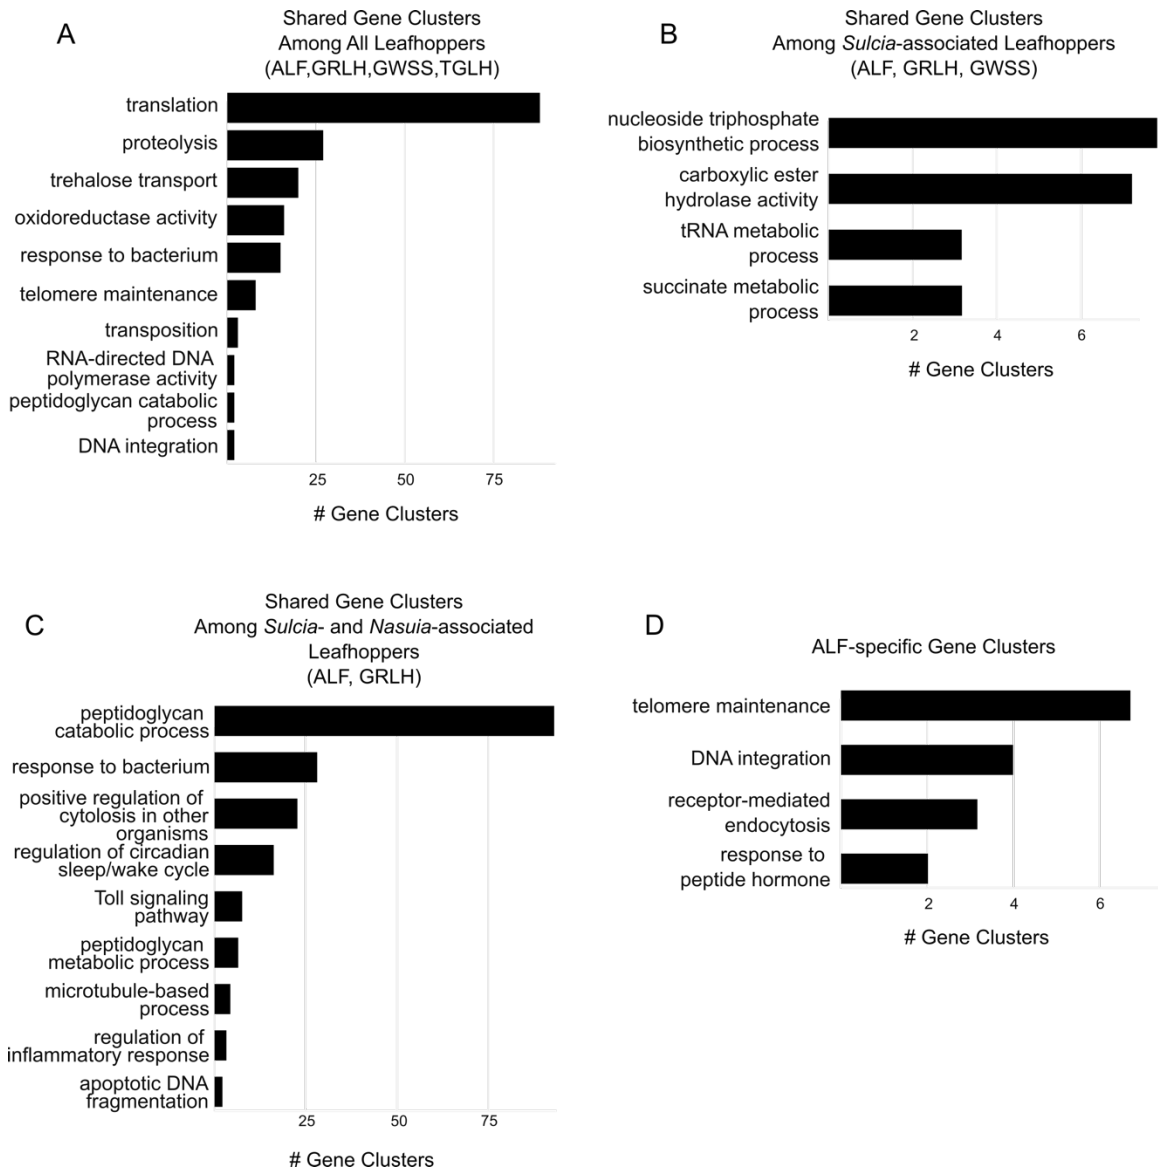 A
Shared Gene Clusters
Among All Leafhoppers
(ALF,GRLH,GWSS,TGLH)
translation
proteolysis
trehalose transport
oxidoreductase activity
response to bacterium
telomere maintenance
transposition
RNA-directed DNA
polymerase activity
peptidoglycan catabolic
process
DNA integration
25 50 75
# Gene Clusters
B
Shared Gene Clusters
Among Sulcia-associated Leafhoppers
(ALF, GRLH, GWSS)
nucleoside triphosphate
biosynthetic process
carboxylic ester
hydrolase activity
tRNA metabolic
process
succinate metabolic
process
2 4 6
# Gene Clusters
C
Shared Gene Clusters
Among Sulcia- and Nasuia-associated
Leafhoppers
(ALF, GRLH)
peptidoglycan
catabolic process
response to bacterium
positive regulation of
cytolosis in other
organisms
regulation of circadian
sleep/wake cycle
Toll signaling
pathway
peptidoglycan
metabolic process
microtubule-based
process
regulation of
inflammatory response
apoptotic DNA
fragmentation
25 50 75
# Gene Clusters
D
ALF-specific Gene Clusters
telomere maintenance
DNA integration
receptor-mediated
endocytosis
response to
peptide hormone
2 4 6
# Gene Clusters